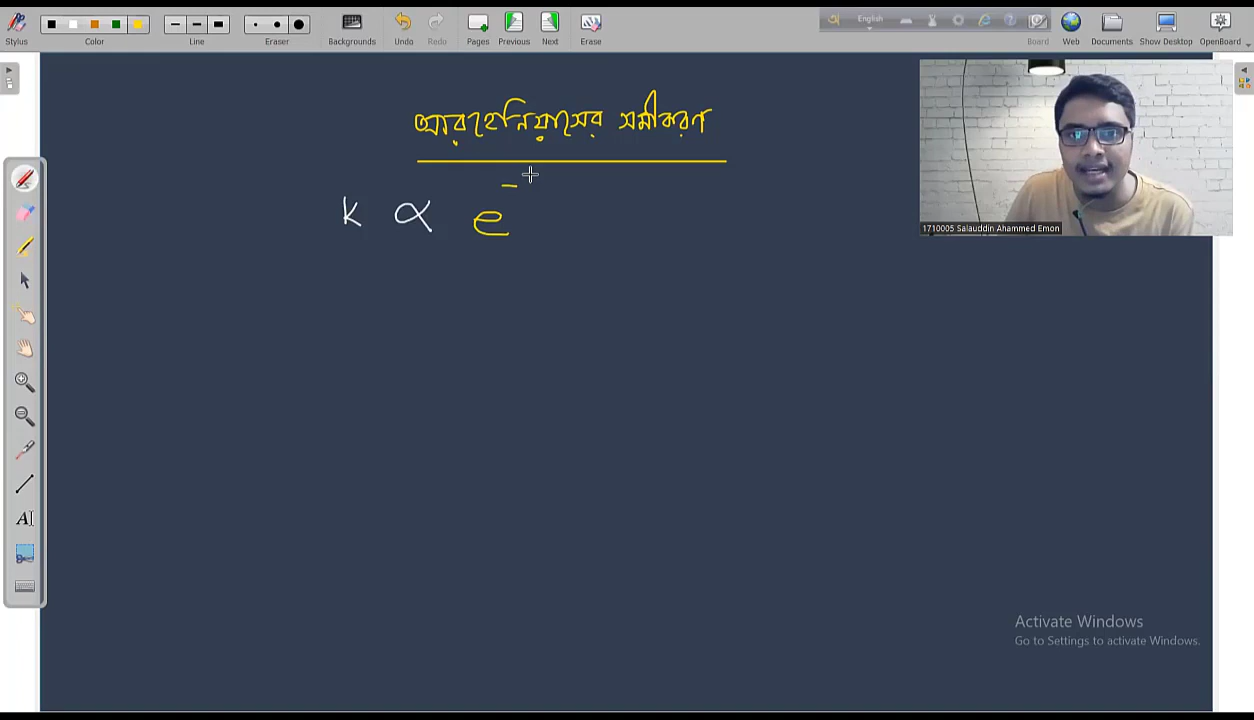 Stylus Color Line Eraser Backgrounds Undo Redo Pages Previous Next Erase English Board Web Documents Show Desktop OpenBoard
আরহেনিয়াসের সমীকরণ
k ∝ e⁻
1710005 Salauddin Ahammed Emon
Activate Windows
Go to Settings to activate Windows.